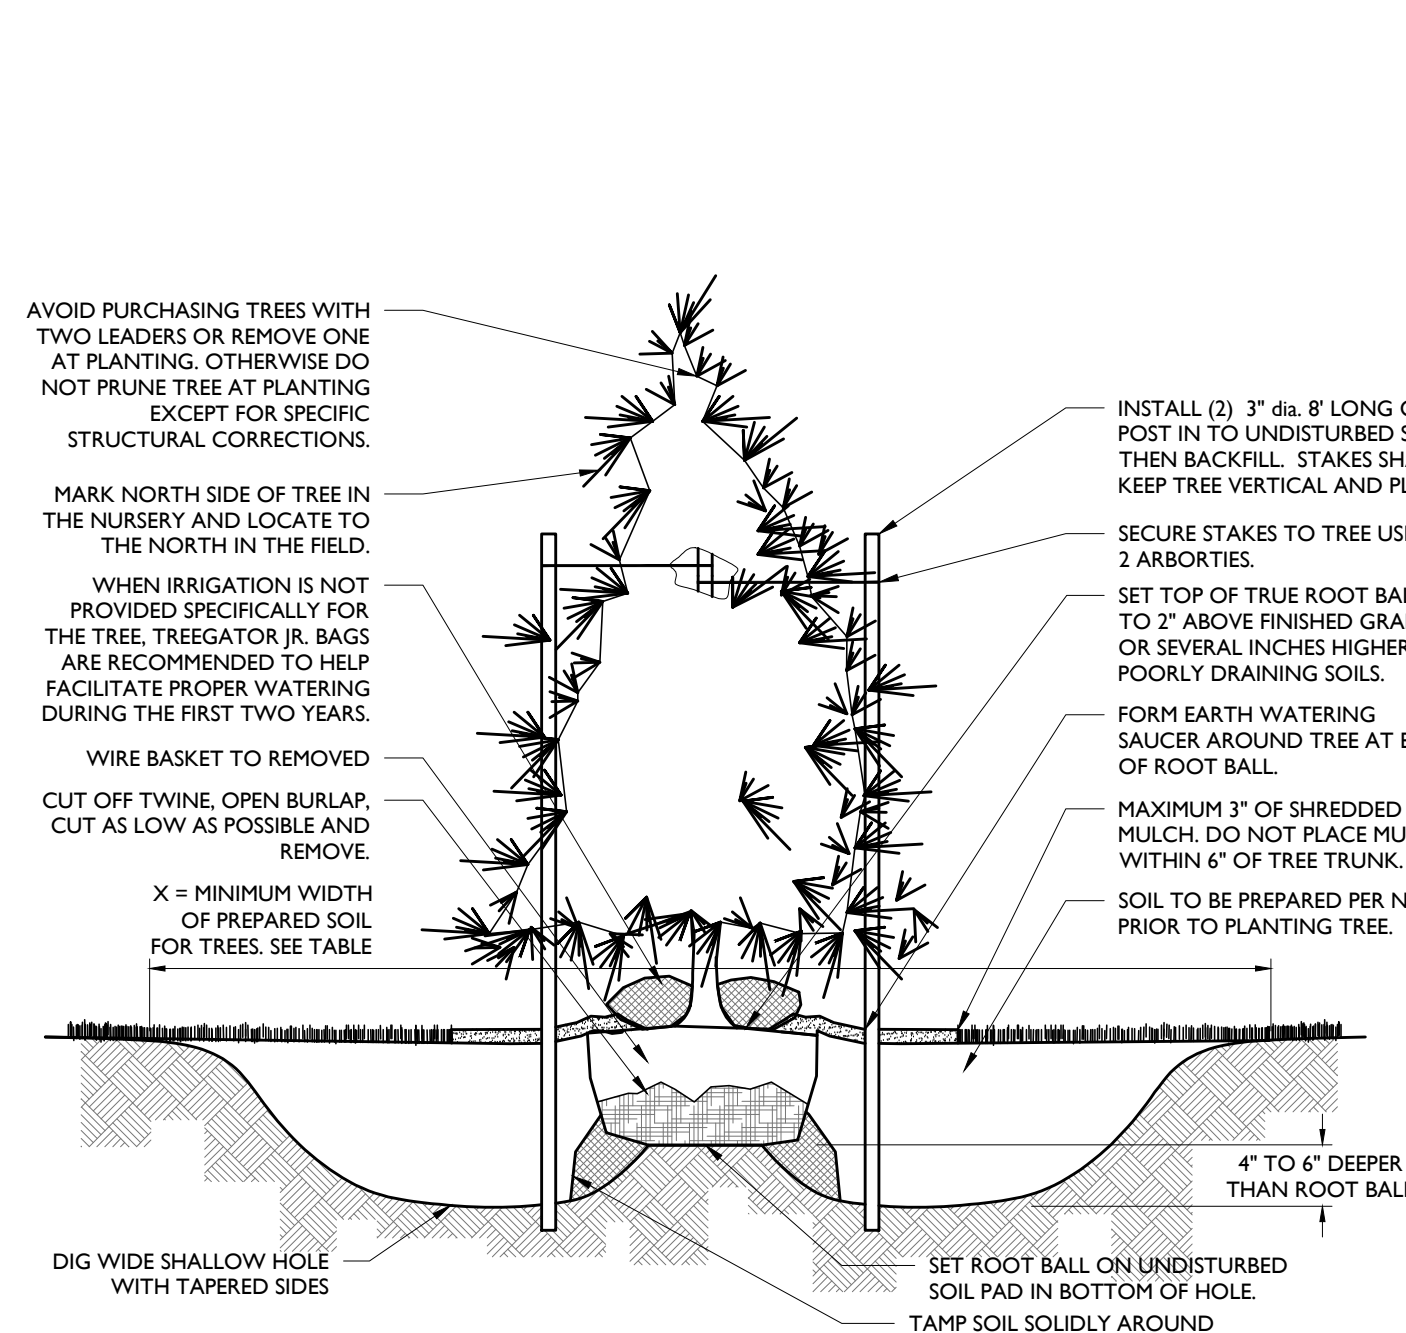 AVOID PURCHASING TREES WITH
TWO LEADERS OR REMOVE ONE
AT PLANTING. OTHERWISE DO
NOT PRUNE TREE AT PLANTING
EXCEPT FOR SPECIFIC
STRUCTURAL CORRECTIONS.
MARK NORTH SIDE OF TREE IN
THE NURSERY AND LOCATE TO
THE NORTH IN THE FIELD.
WHEN IRRIGATION IS NOT
PROVIDED SPECIFICALLY FOR
THE TREE, TREEGATOR JR. BAGS
ARE RECOMMENDED TO HELP
FACILITATE PROPER WATERING
DURING THE FIRST TWO YEARS.
WIRE BASKET TO REMOVED
CUT OFF TWINE, OPEN BURLAP,
CUT AS LOW AS POSSIBLE AND
REMOVE.
X = MINIMUM WIDTH
OF PREPARED SOIL
FOR TREES. SEE TABLE
DIG WIDE SHALLOW HOLE
WITH TAPERED SIDES
INSTALL (2) 3" dia. 8' LONG
POST IN TO UNDISTURBED
THEN BACKFILL. STAKES
KEEP TREE VERTICAL AND
SECURE STAKES TO TREE
2 ARBORTIES.
SET TOP OF TRUE ROOT
TO 2" ABOVE FINISHED
OR SEVERAL INCHES HIGHER
POORLY DRAINING SOILS.
FORM EARTH WATERING
SAUCER AROUND TREE AT
OF ROOT BALL.
MAXIMUM 3" OF SHREDDED
MULCH. DO NOT PLACE
WITHIN 6" OF TREE TRUNK.
SOIL TO BE PREPARED PER
PRIOR TO PLANTING TREE.
4" TO 6" DEEPER
THAN ROOT
SET ROOT BALL ON UNDISTURBED
SOIL PAD IN BOTTOM OF HOLE.
TAMP SOIL SOLIDLY AROUND